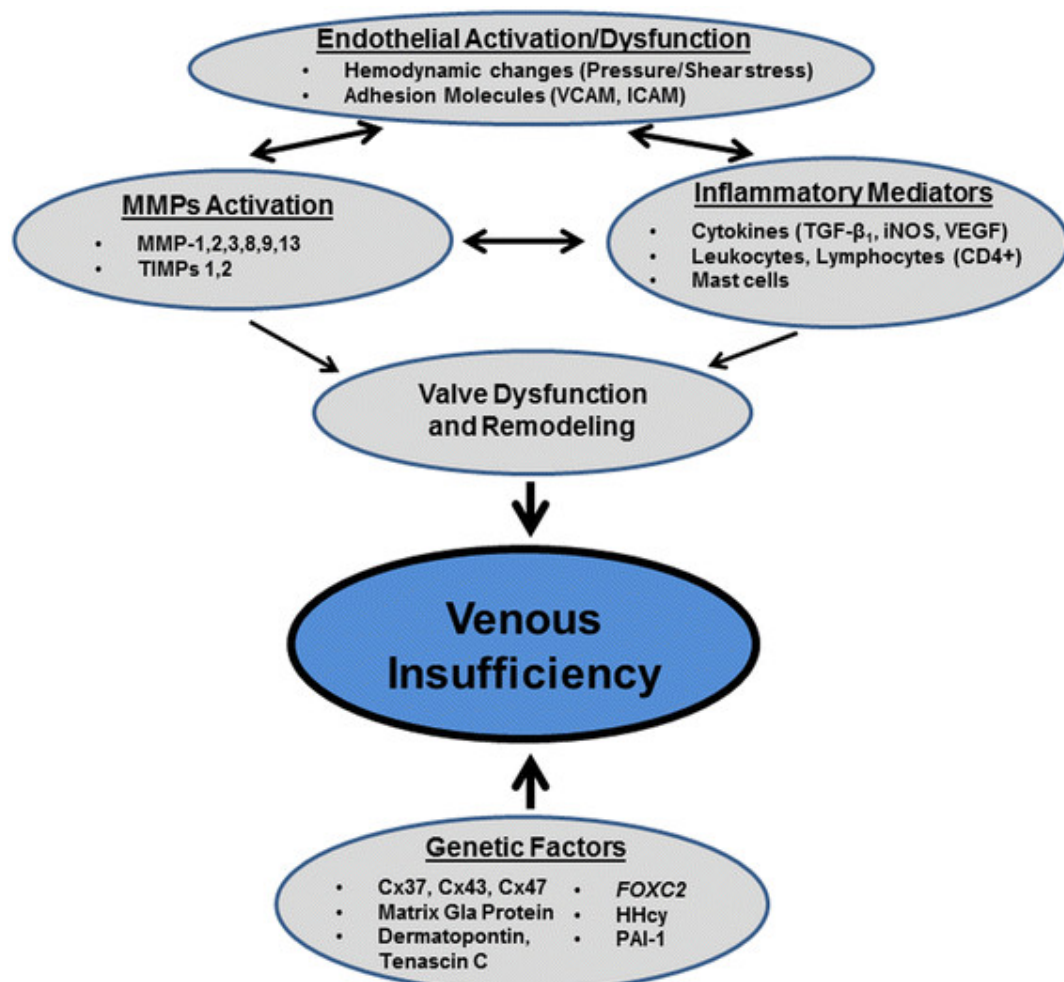 Endothelial Activation/Dysfunction
• Hemodynamic changes (Pressure/Shear stress)
• Adhesion Molecules (VCAM, ICAM)
MMPs Activation
• MMP-1,2,3,8,9,13
• TIMPs 1,2
Inflammatory Mediators
• Cytokines (TGF-β₁, iNOS, VEGF)
• Leukocytes, Lymphocytes (CD4+)
• Mast cells
Valve Dysfunction
and Remodeling
Venous
Insufficiency
Genetic Factors
• Cx37, Cx43, Cx47
• Matrix Gla Protein
• Dermatopontin,
Tenascin C
• FOXC2
• HHcy
• PAI-1